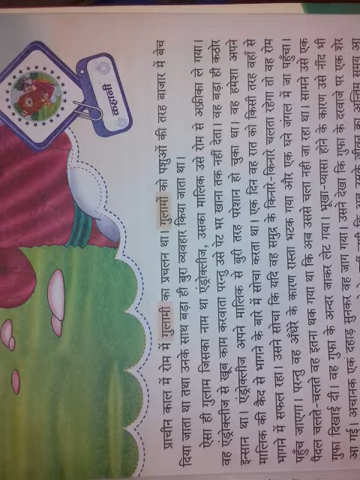 कहानी
प्राचीन काल में रोम में गुलामी का प्रचलन था। गुलामों को पशुओं की तरह बाजार में बेच
दिया जाता था तथा उनके साथ बड़ा ही बुरा व्यवहार किया जाता था।
ऐसा ही गुलाम जिसका नाम था एंड्रोक्लीज, उसका मालिक उसे रोम से अफ्रीका ले गया।
वह एंड्रोक्लीज से खूब काम करवाता परन्तु उसे पेट भर खाना तक नहीं देता। वह बड़ा ही कठोर
इन्सान था। एंड्रोक्लीज अपने मालिक से बुरी तरह परेशान हो चुका था। वह हमेशा अपने
मालिक की कैद से भागने के बारे में सोचा करता था। एक दिन वह रात को किसी तरह वहाँ से
भागने में सफल रहा। उसने सोचा कि यदि वह समुद्र के किनारे-किनारे चलता रहेगा तो वह रोम
पहुँच जाएगा। परन्तु वह अँधेरे के कारण रास्ता भटक गया और एक घने जंगल में जा पहुँचा।
पैदल चलते-चलते वह इतना थक गया था कि अब उससे चला नहीं जा रहा था। सामने उसे एक
गुफा दिखाई दी। वह गुफा के अन्दर जाकर लेट गया। भूखा-प्यासा होने के कारण उसे नींद भी
आ गई। अचानक एक दहाड़ सुनकर वह जाग गया। उसने देखा कि गुफा के दरवाजे पर एक शेर